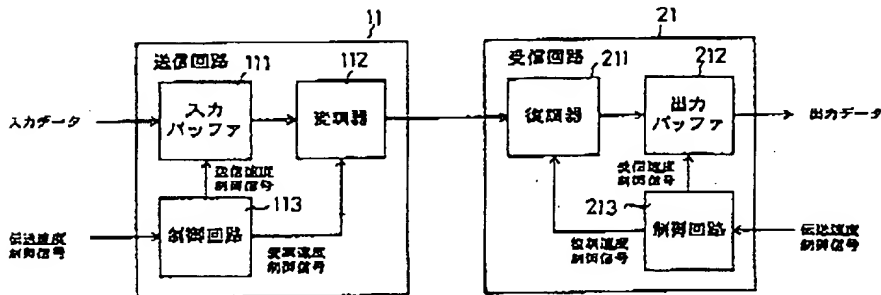 11
送信回路
111
112
入力データ
入力
バッファ
変調器
送信速度
制御信号
113
伝送速度
制御信号
制御回路
変調速度
制御信号
21
受信回路
211
212
復調器
出力
バッファ
出力データ
受信速度
制御信号
213
制御回路
復調速度
制御信号
伝送速度
制御信号